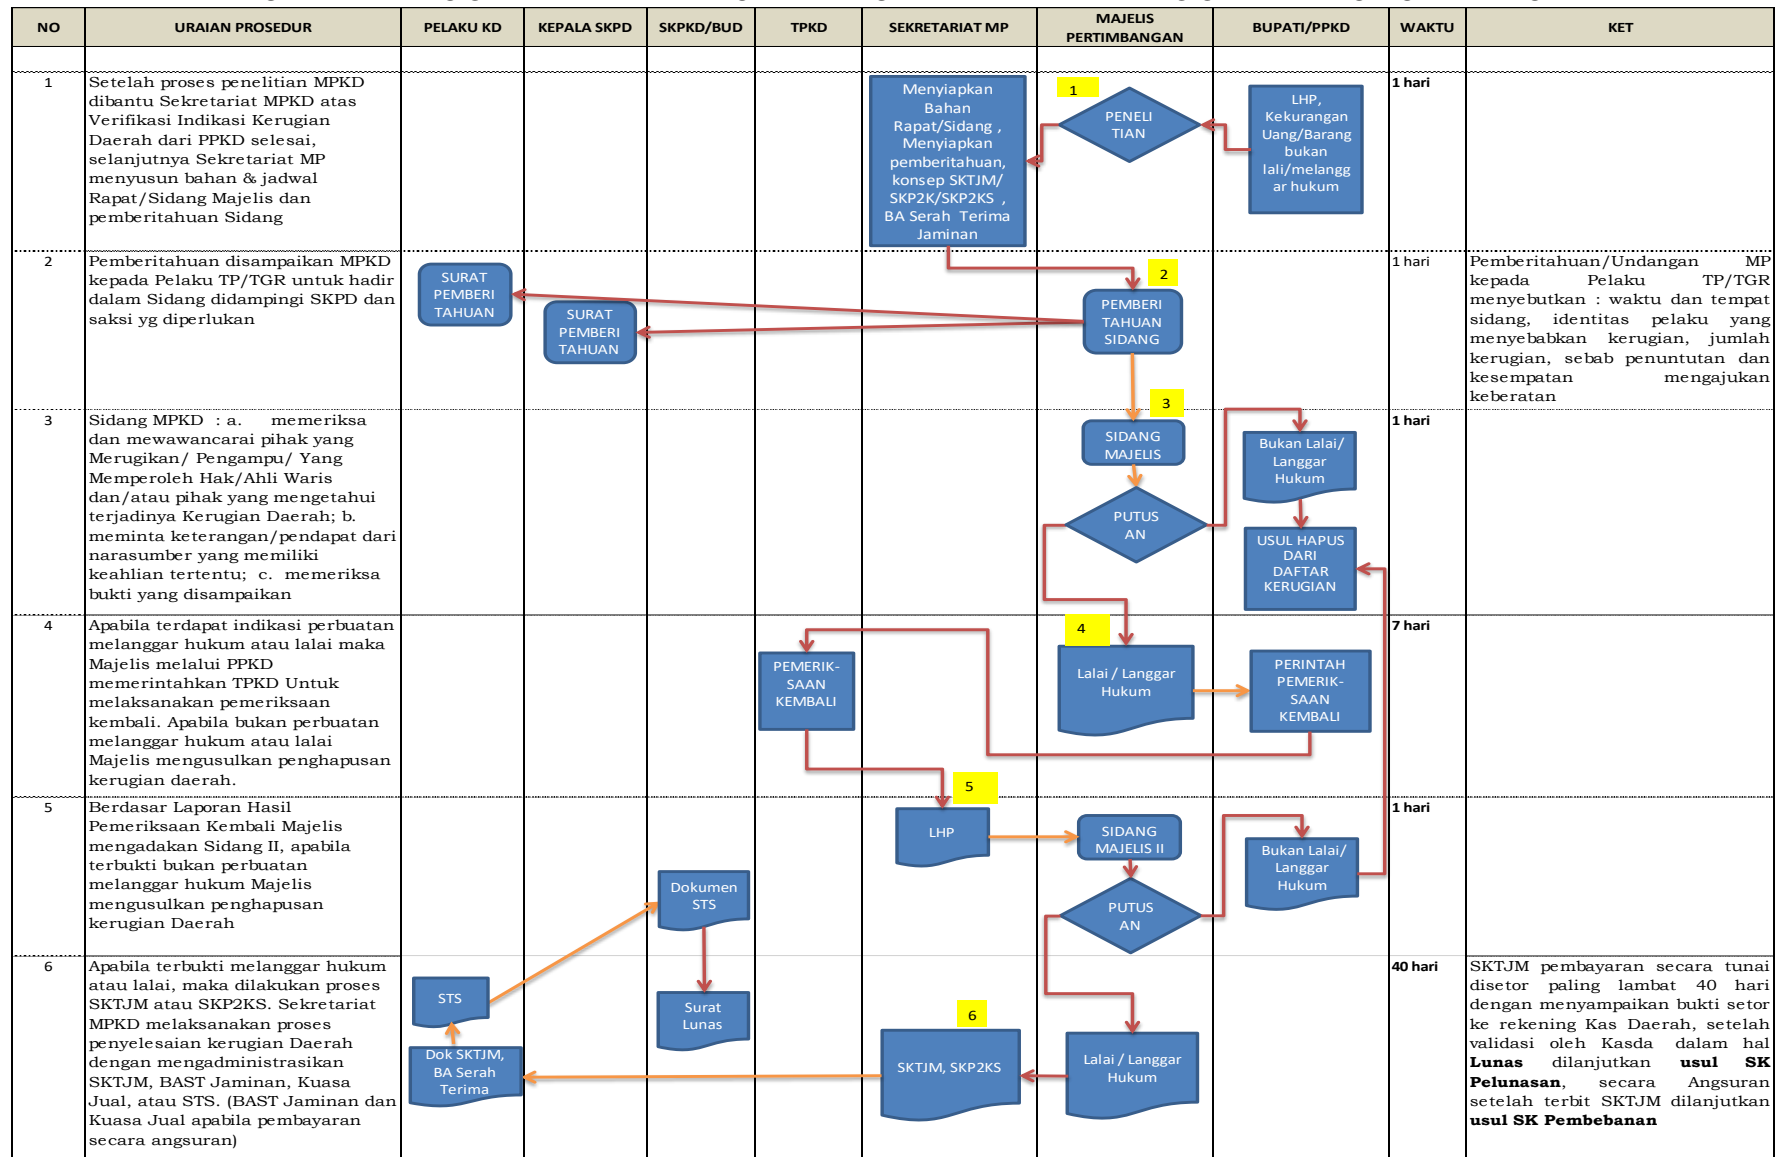 NO URAIAN PROSEDUR PELAKU KD KEPALA SKPD SKPKD/BUD TPKD SEKRETARIAT MP MAJELIS PERTIMBANGAN BUPATI/PPKD WAKTU KET
1
Setelah proses penelitian MPKD
dibantu Sekretariat MPKD atas
Verifikasi Indikasi Kerugian
Daerah dari PPKD selesai,
selanjutnya Sekretariat MP
menyusun bahan & jadwal
Rapat/Sidang Majelis dan
pemberitahuan Sidang
Menyiapkan
Bahan
Rapat/Sidang ,
Menyiapkan
pemberitahuan,
konsep SKTJM/
SKP2K/SKP2KS ,
BA Serah Terima
Jaminan
1
PENELI
TIAN
LHP,
Kekurangan
Uang/Barang
bukan
lali/melangg
ar hukum
1 hari
2
Pemberitahuan disampaikan MPKD
kepada Pelaku TP/TGR untuk hadir
dalam Sidang didampingi SKPD dan
saksi yg diperlukan
SURAT
PEMBERI
TAHUAN
SURAT
PEMBERI
TAHUAN
2
PEMBERI
TAHUAN
SIDANG
1 hari
Pemberitahuan/Undangan MP
kepada Pelaku TP/TGR
menyebutkan : waktu dan tempat
sidang, identitas pelaku yang
menyebabkan kerugian, jumlah
kerugian, sebab penuntutan dan
kesempatan mengajukan
keberatan
3
Sidang MPKD : a. memeriksa
dan mewawancarai pihak yang
Merugikan/ Pengampu/ Yang
Memperoleh Hak/Ahli Waris
dan/atau pihak yang mengetahui
terjadinya Kerugian Daerah; b.
meminta keterangan/pendapat dari
narasumber yang memiliki
keahlian tertentu; c. memeriksa
bukti yang disampaikan
3
SIDANG
MAJELIS
PUTUS
AN
Bukan Lalai/
Langgar
Hukum
USUL HAPUS
DARI
DAFTAR
KERUGIAN
1 hari
4
Apabila terdapat indikasi perbuatan
melanggar hukum atau lalai maka
Majelis melalui PPKD
memerintahkan TPKD Untuk
melaksanakan pemeriksaan
kembali. Apabila bukan perbuatan
melanggar hukum atau lalai
Majelis mengusulkan penghapusan
kerugian daerah.
PEMERIK-
SAAN
KEMBALI
4
Lalai / Langgar
Hukum
PERINTAH
PEMERIK-
SAAN
KEMBALI
7 hari
5
Berdasar Laporan Hasil
Pemeriksaan Kembali Majelis
mengadakan Sidang II, apabila
terbukti bukan perbuatan
melanggar hukum Majelis
mengusulkan penghapusan
kerugian Daerah
Dokumen
STS
5
LHP
SIDANG
MAJELIS II
PUTUS
AN
Bukan Lalai/
Langgar
Hukum
1 hari
6
Apabila terbukti melanggar hukum
atau lalai, maka dilakukan proses
SKTJM atau SKP2KS. Sekretariat
MPKD melaksanakan proses
penyelesaian kerugian Daerah
dengan mengadministrasikan
SKTJM, BAST Jaminan, Kuasa
Jual, atau STS. (BAST Jaminan dan
Kuasa Jual apabila pembayaran
secara angsuran)
STS
Dok SKTJM,
BA Serah
Terima
Surat
Lunas
6
SKTJM, SKP2KS
Lalai / Langgar
Hukum
40 hari
SKTJM pembayaran secara tunai
disetor paling lambat 40 hari
dengan menyampaikan bukti setor
ke rekening Kas Daerah, setelah
validasi oleh Kasda dalam hal
Lunas dilanjutkan usul SK
Pelunasan, secara Angsuran
setelah terbit SKTJM dilanjutkan
usul SK Pembebanan